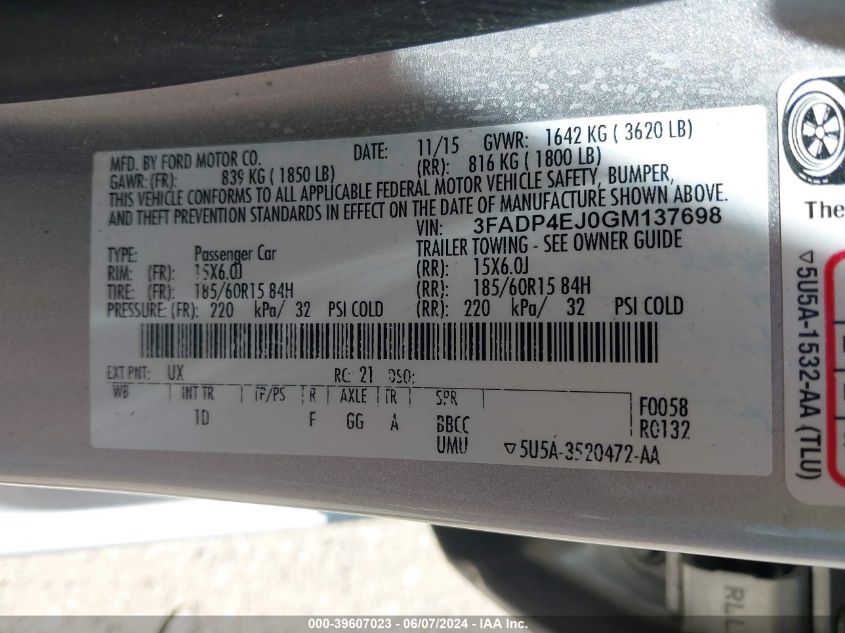 MFD. BY FORD MOTOR CO. DATE: 11/15 GVWR: 1642 KG ( 3620 LB)
GAWR: (FR): 839 KG ( 1850 LB) (RR): 816 KG ( 1800 LB)
THIS VEHICLE CONFORMS TO ALL APPLICABLE FEDERAL MOTOR VEHICLE SAFETY, BUMPER,
AND THEFT PREVENTION STANDARDS IN EFFECT ON THE DATE OF MANUFACTURE SHOWN ABOVE.
VIN: 3FADP4EJ0GM137698
TYPE: Passenger Car TRAILER TOWING - SEE OWNER GUIDE
RIM: (FR): 15X6.0J (RR): 15X6.0J
TIRE: (FR): 185/60R15 84H (RR): 185/60R15 84H
PRESSURE: (FR): 220 kPa/ 32 PSI COLD (RR): 220 kPa/ 32 PSI COLD
EXT PNT: UX RC: 21 DSO:
WB INT TR TP/PS R AXLE TR SPR
ID F GG A BBCC
UMU
F0058
R0132
▽5U5A-3520472-AA
The
▽5U5A-1532-AA (TLU)
RLL
000-39607023 - 06/07/2024 - IAAI.com